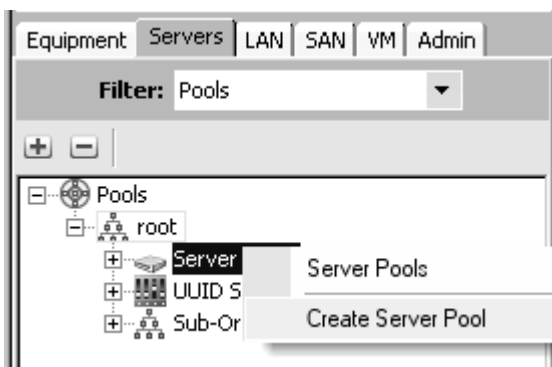 Equipment Servers LAN SAN VM Admin
Filter: Pools
Pools
root
Server
Server Pools
UUID S
Create Server Pool
Sub-Or